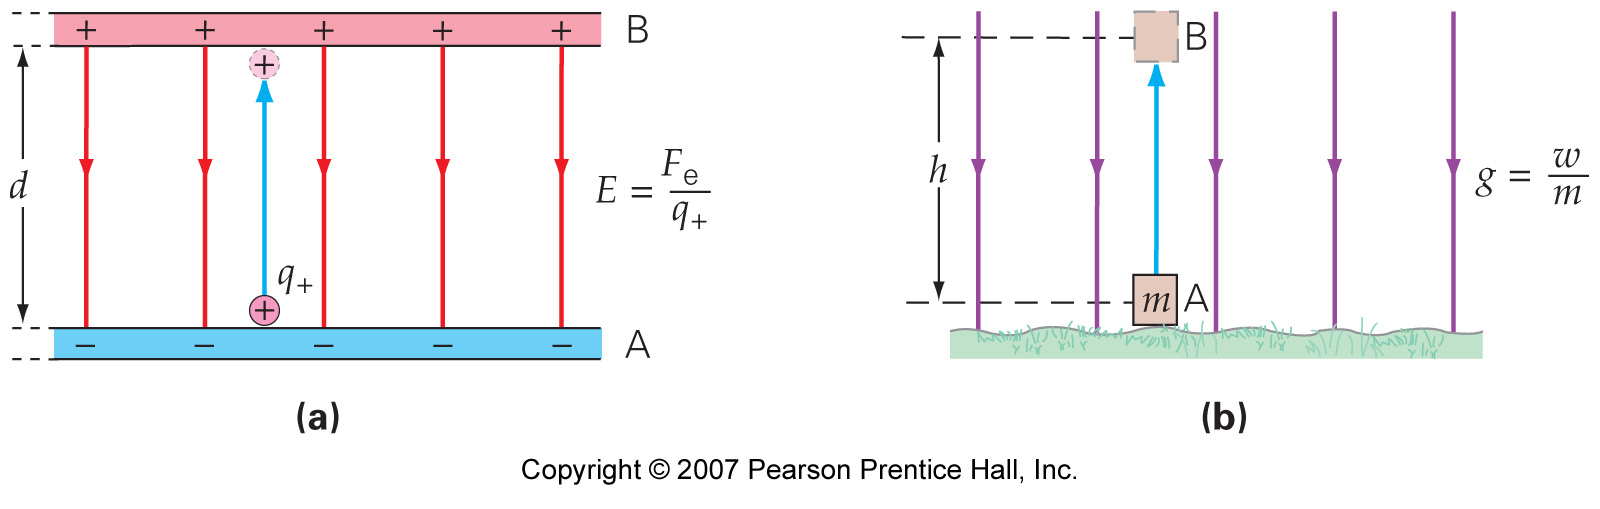 + + + + + B
+
d
E = Fe/q+
q+
+
− − − − − A
(a)
B
h
g = w/m
m A
(b)
Copyright © 2007 Pearson Prentice Hall, Inc.